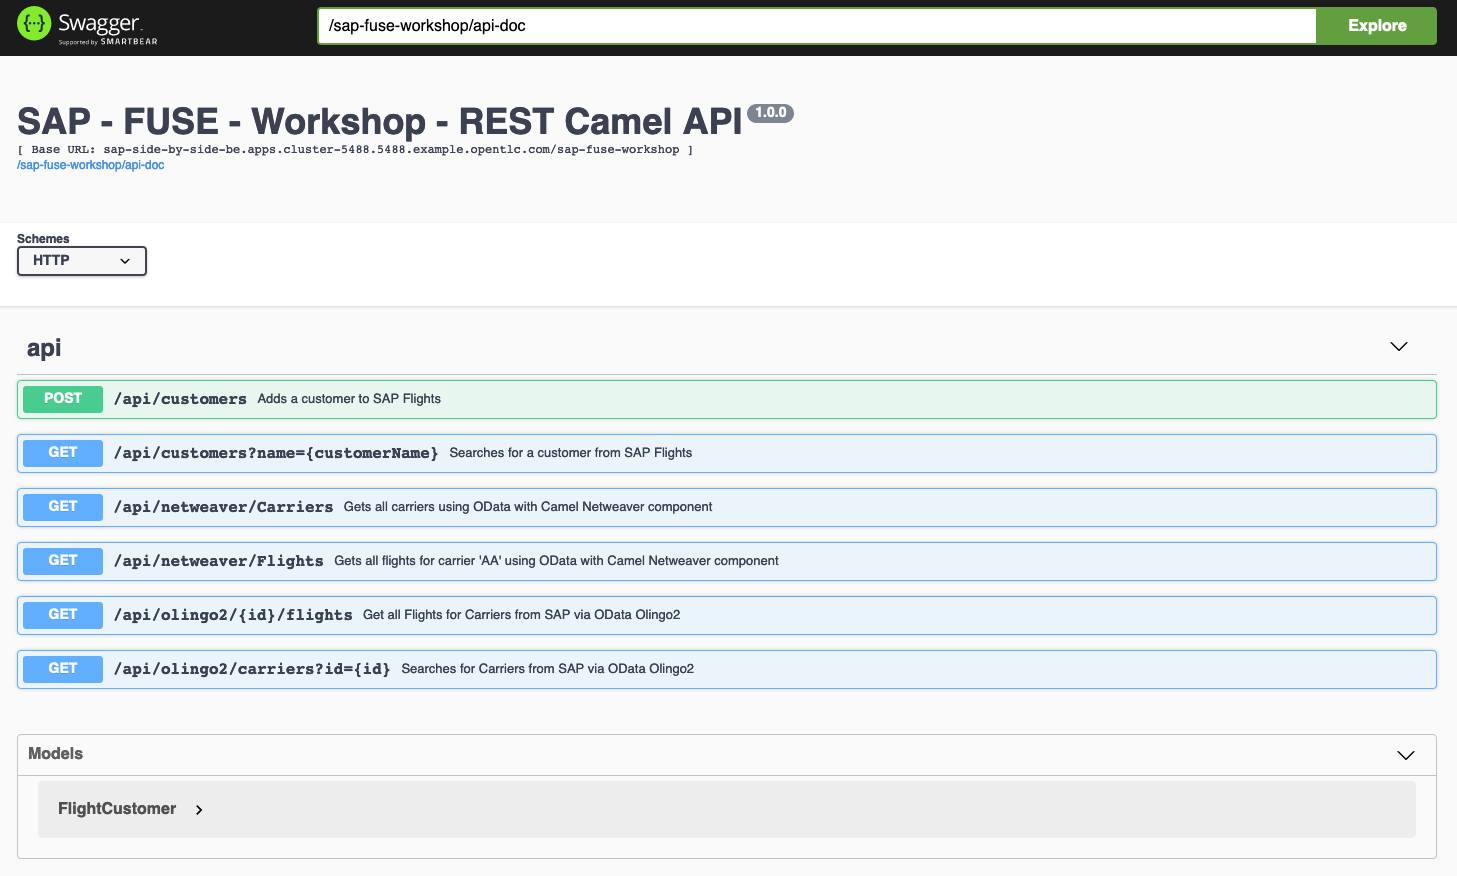 Swagger
Supported by SMARTBEAR
/sap-fuse-workshop/api-doc
Explore
SAP - FUSE - Workshop - REST Camel API 1.0.0
[ Base URL: sap-side-by-side-be.apps.cluster-5488.5488.example.opentlc.com/sap-fuse-workshop ]
/sap-fuse-workshop/api-doc
Schemes
HTTP
api
POST /api/customers Adds a customer to SAP Flights
GET /api/customers?name={customerName} Searches for a customer from SAP Flights
GET /api/netweaver/Carriers Gets all carriers using OData with Camel Netweaver component
GET /api/netweaver/Flights Gets all flights for carrier 'AA' using OData with Camel Netweaver component
GET /api/olingo2/{id}/flights Get all Flights for Carriers from SAP via OData Olingo2
GET /api/olingo2/carriers?id={id} Searches for Carriers from SAP via OData Olingo2
Models
FlightCustomer